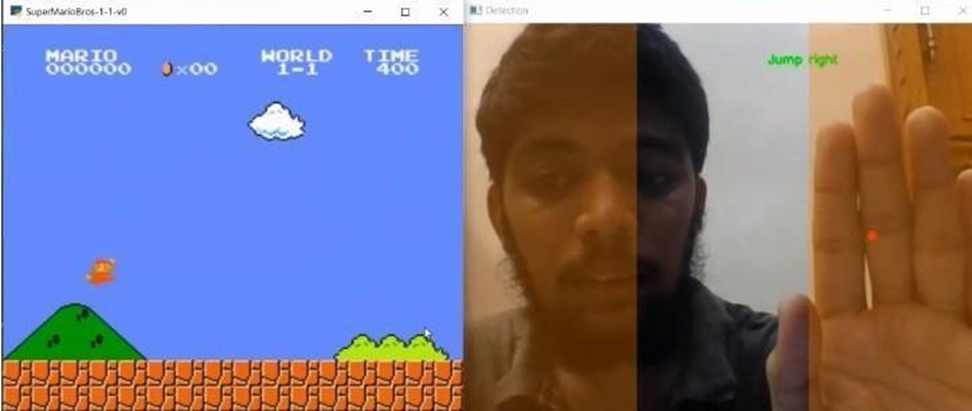 SuperMarioBros-1-1-v0
MARIO WORLD TIME
000000 ×00 1-1 400
Detection
Jump right